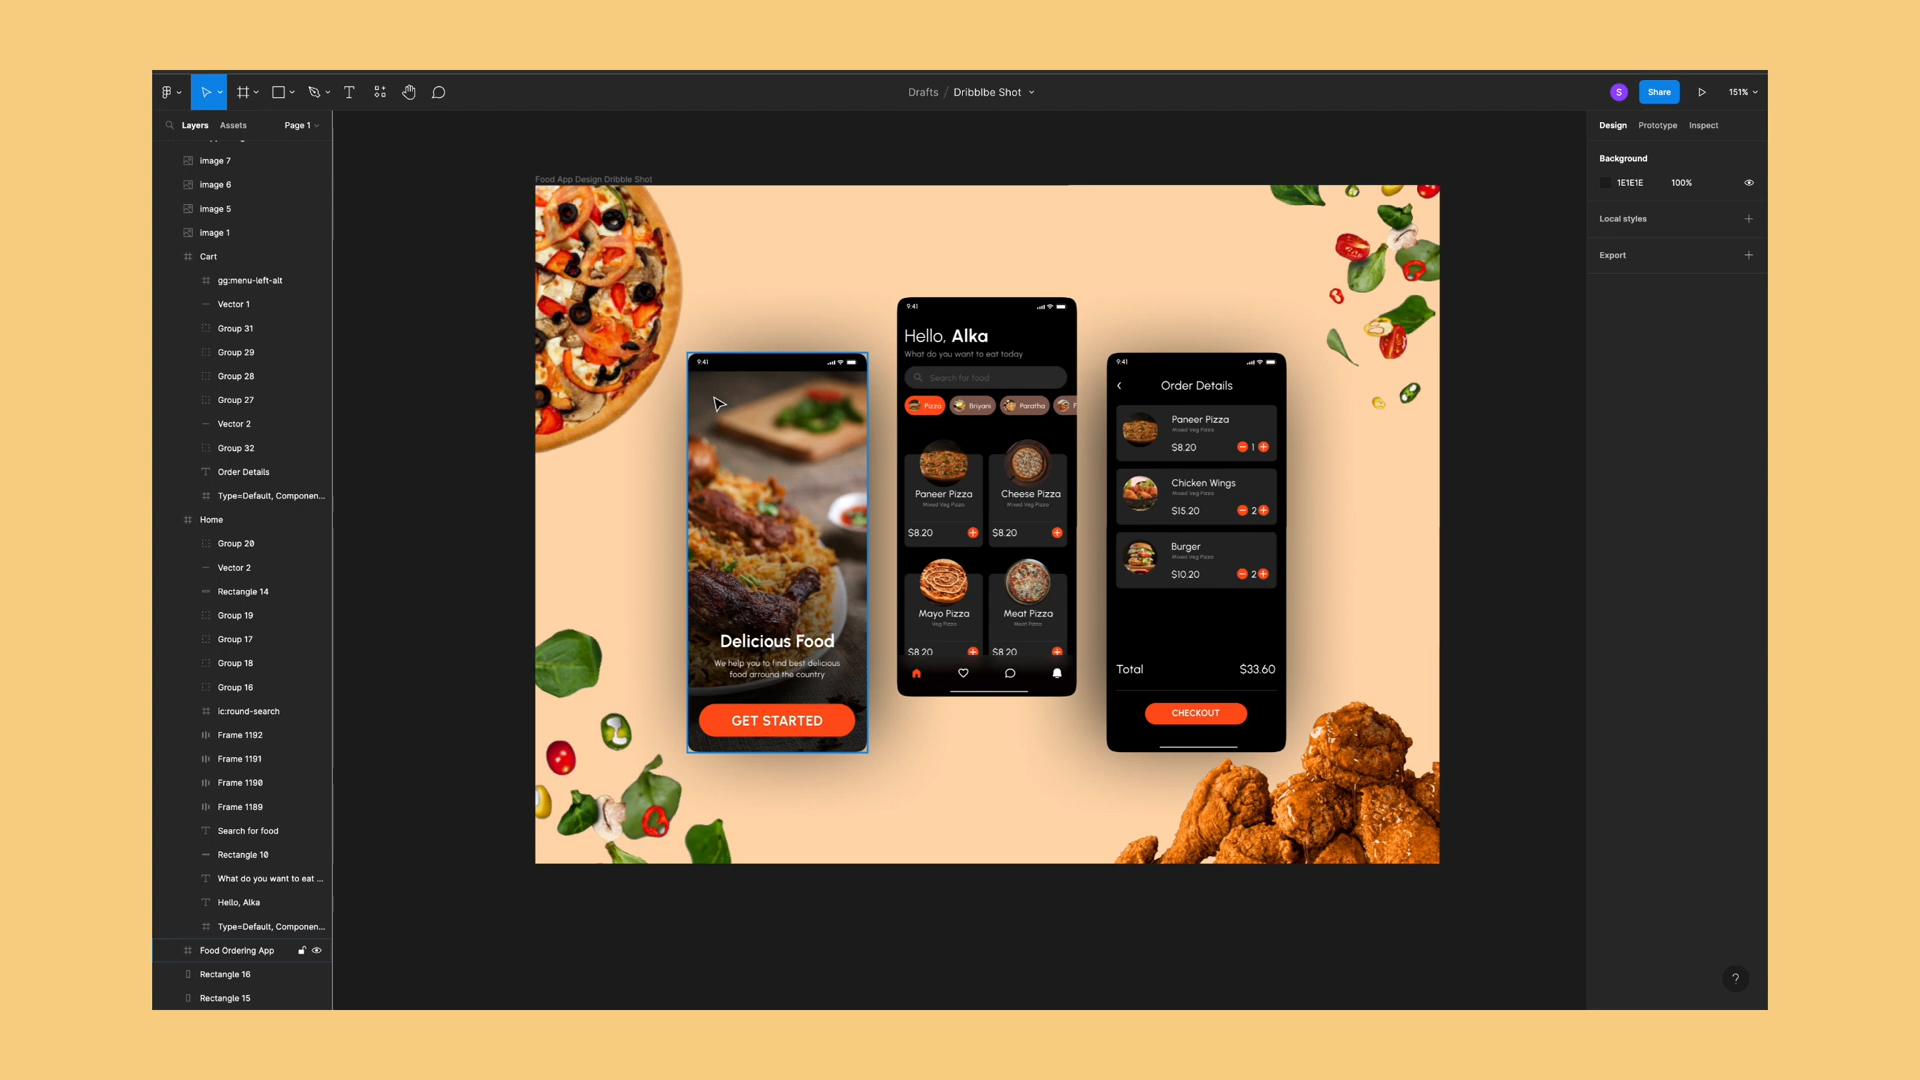 Drafts / Dribblbe Shot
S
Share
151%
Layers
Assets
Page 1
image 7
image 6
image 5
image 1
Cart
gg:menu-left-alt
Vector 1
Group 31
Group 29
Group 28
Group 27
Vector 2
Group 32
Order Details
Type=Default, Componen...
Home
Group 20
Vector 2
Rectangle 14
Group 19
Group 17
Group 18
Group 16
ic:round-search
Frame 1192
Frame 1191
Frame 1190
Frame 1189
Search for food
Rectangle 10
What do you want to eat ...
Hello, Alka
Type=Default, Componen...
Food Ordering App
Rectangle 16
Rectangle 15
Food App Design Dribble Shot
9:41
Delicious Food
We help you to find best delicious
food arround the country
GET STARTED
9:41
Hello, Alka
What do you want to eat today
Search for food
Pizza
Briyani
Paratha
F
Paneer Pizza
Mixed Veg Pizza
$8.20
Cheese Pizza
Mixed Veg Pizza
$8.20
Mayo Pizza
Veg Pizza
$8.20
Meat Pizza
Meat Pizza
$8.20
9:41
Order Details
Paneer Pizza
Mixed Veg Pizza
$8.20
1
Chicken Wings
Mixed Veg Pizza
$15.20
2
Burger
Mixed Veg Pizza
$10.20
2
Total
$33.60
CHECKOUT
Design
Prototype
Inspect
Background
1E1E1E
100%
Local styles
Export
?